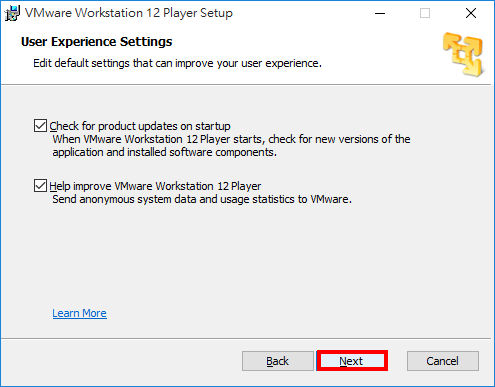 VMware Workstation 12 Player Setup
User Experience Settings
Edit default settings that can improve your user experience.
Check for product updates on startup
When VMware Workstation 12 Player starts, check for new versions of the
application and installed software components.
Help improve VMware Workstation 12 Player
Send anonymous system data and usage statistics to VMware.
Learn More
Back Next Cancel